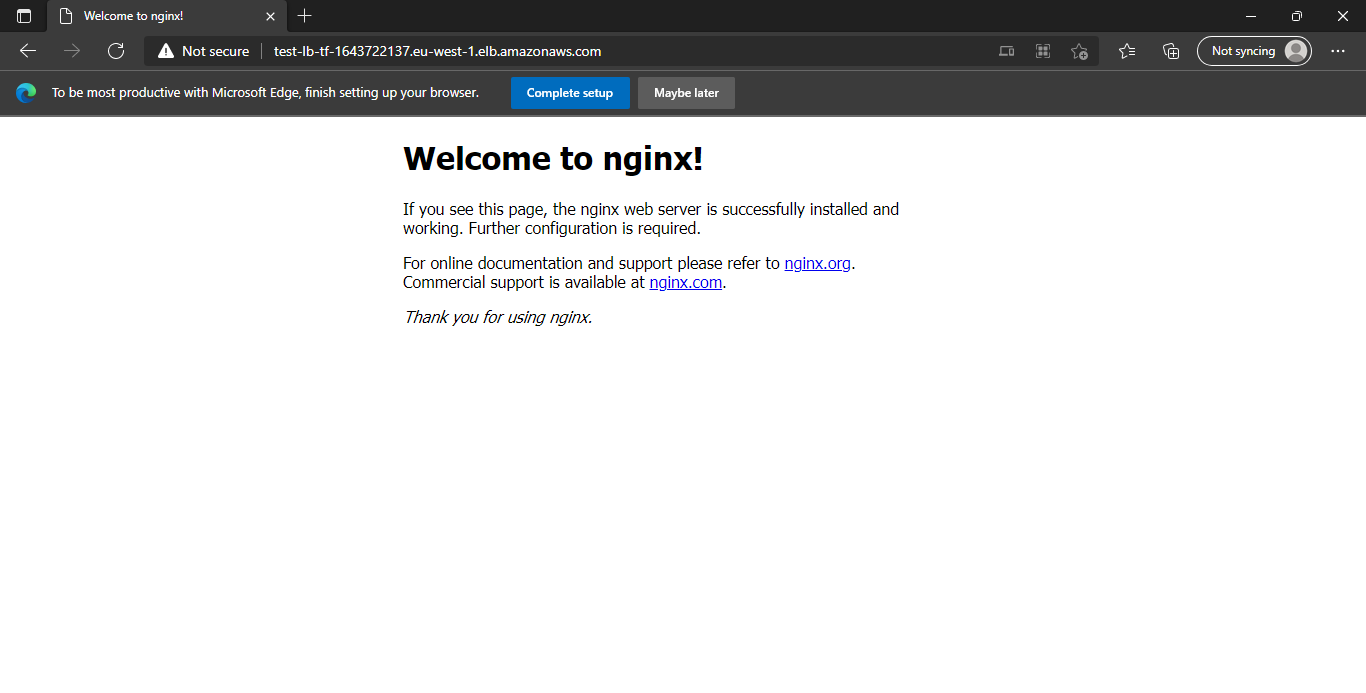 Welcome to nginx!
Not secure
test-lb-tf-1643722137.eu-west-1.elb.amazonaws.com
Not syncing
To be most productive with Microsoft Edge, finish setting up your browser.
Complete setup
Maybe later
Welcome to nginx!
If you see this page, the nginx web server is successfully installed and
working. Further configuration is required.
For online documentation and support please refer to nginx.org.
Commercial support is available at nginx.com.
Thank you for using nginx.